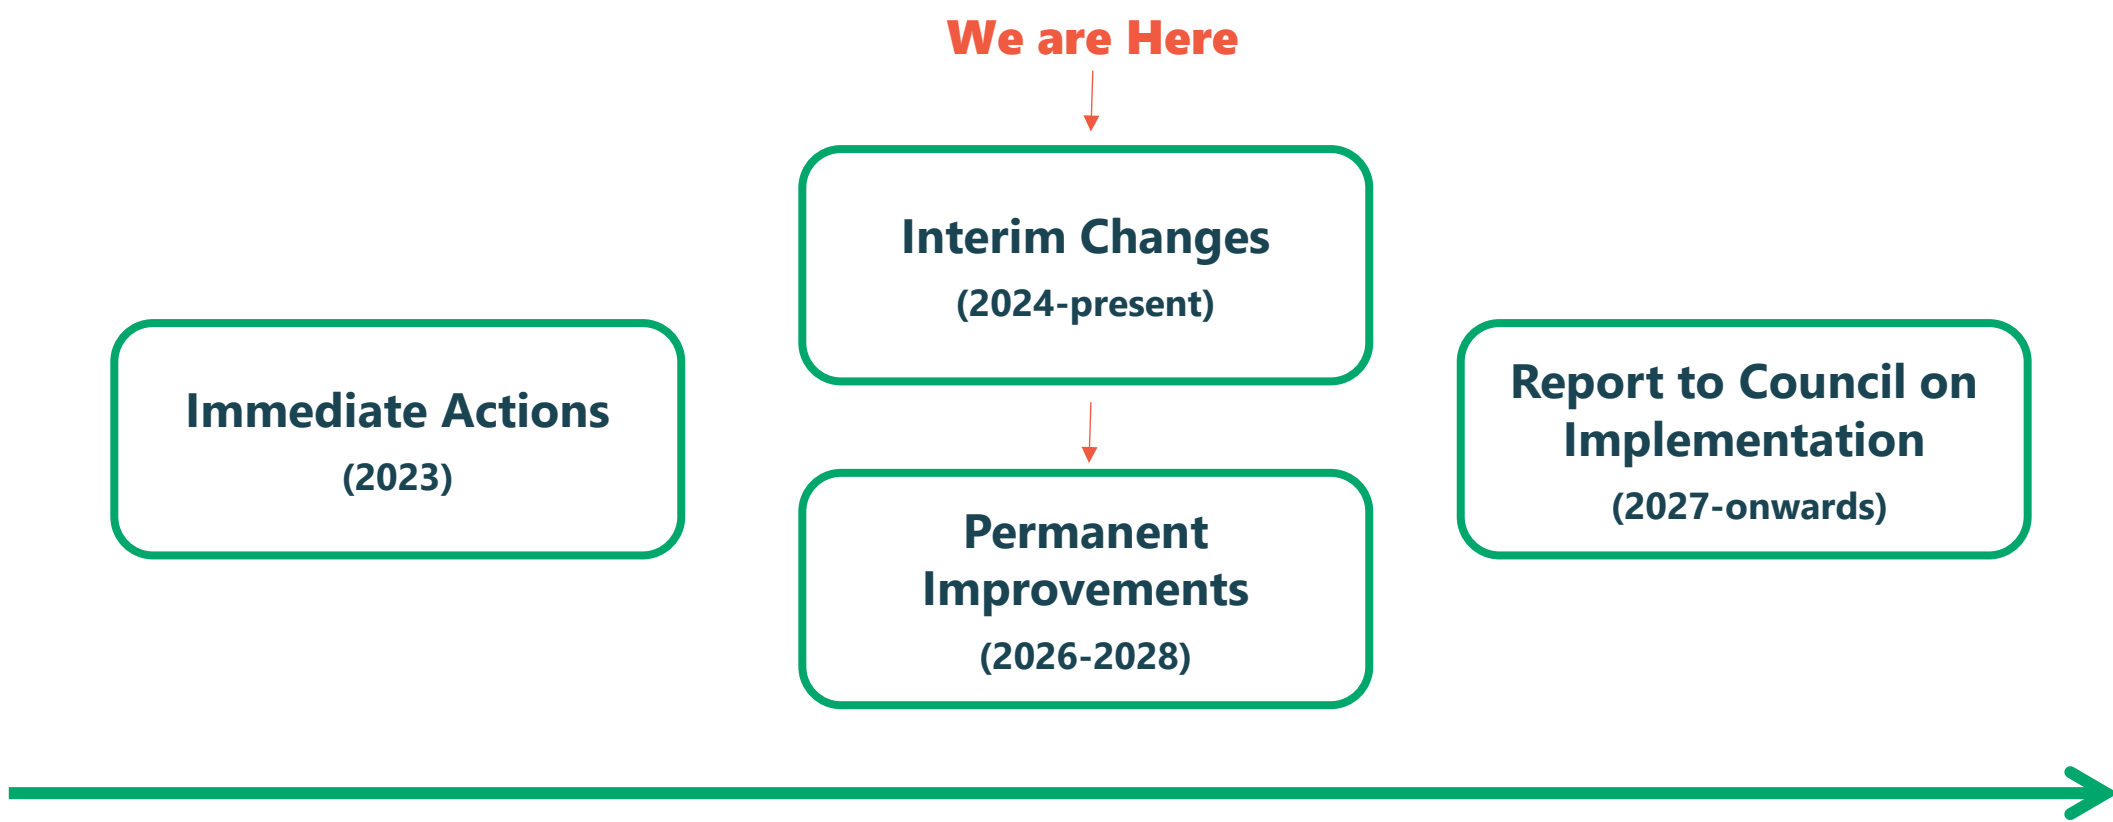 We are Here
Interim Changes
(2024-present)
Immediate Actions
(2023)
Report to Council on
Implementation
(2027-onwards)
Permanent
Improvements
(2026-2028)